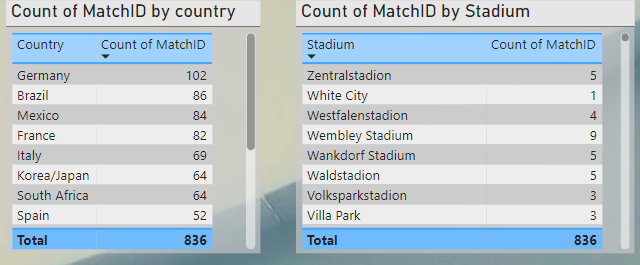 Count of MatchID by country
Country Count of MatchID
Germany 102
Brazil 86
Mexico 84
France 82
Italy 69
Korea/Japan 64
South Africa 64
Spain 52
Total 836
Count of MatchID by Stadium
Stadium Count of MatchID
Zentralstadion 5
White City 1
Westfalenstadion 4
Wembley Stadium 9
Wankdorf Stadium 5
Waldstadion 5
Volksparkstadion 3
Villa Park 3
Total 836